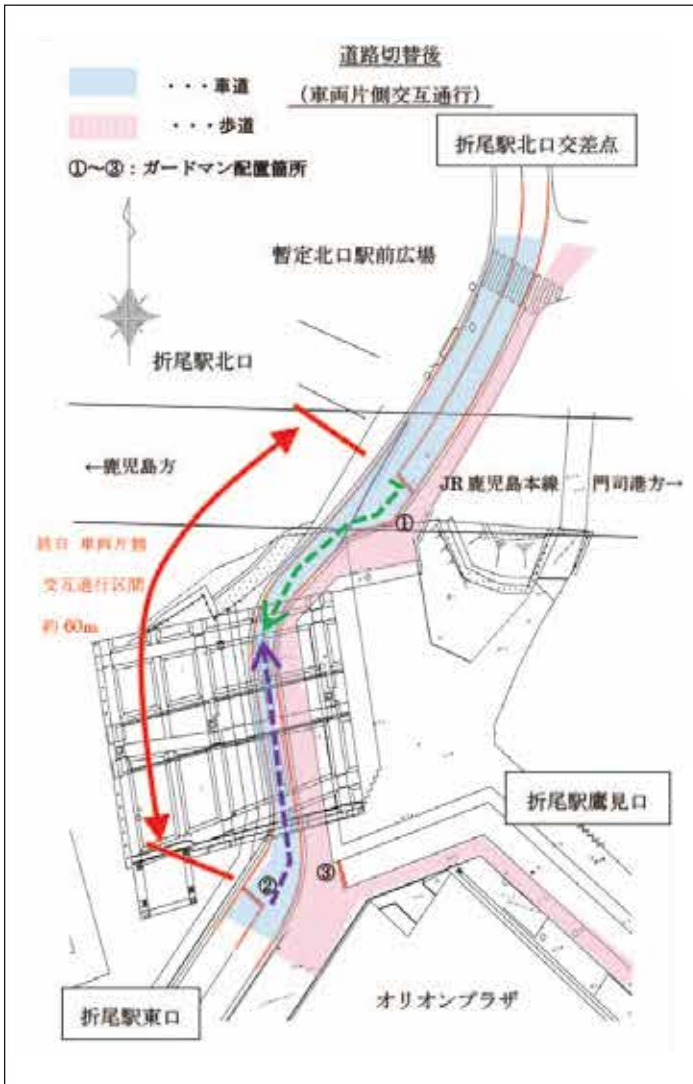 道路切替後
(車両片側交互通行)
・・・車道
・・・歩道
①～③：ガードマン配置箇所
折尾駅北口交差点
暫定北口駅前広場
折尾駅北口
←鹿児島方
JR 鹿児島本線
門司港方→
①
終日 車両片側
交互通行区間
約 60m
折尾駅鷹見口
②
③
オリオンプラザ
折尾駅東口